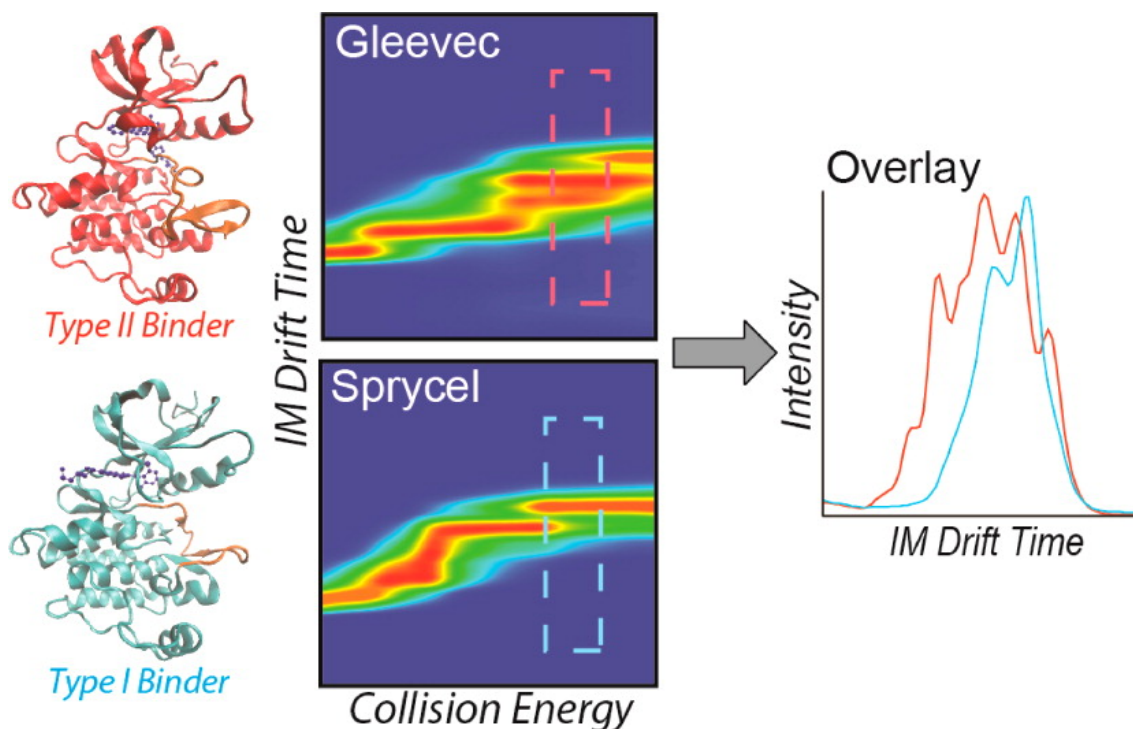 Gleevec
Type II Binder
IM Drift Time
Sprycel
Type I Binder
Collision Energy
Overlay
Intensity
IM Drift Time